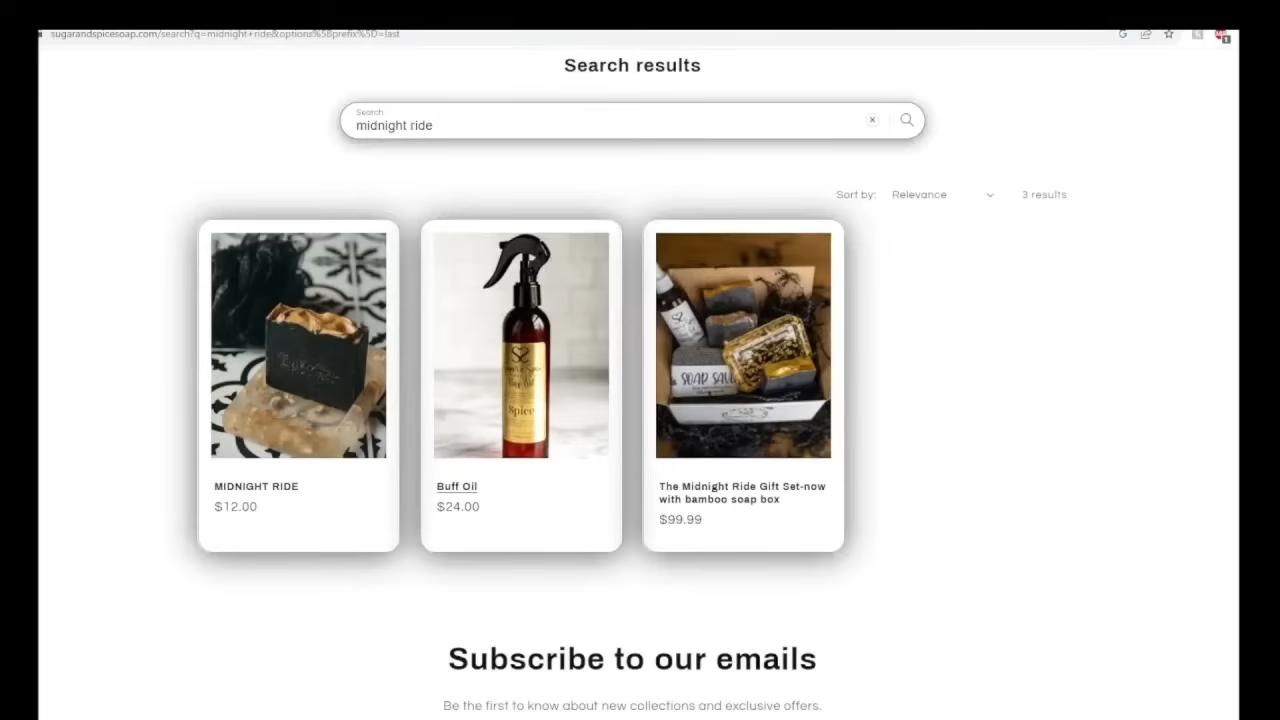 sugarandspicesoap.com/search?q=midnight+ride&options%5Bprefix%5D=last
Search results
Search
midnight ride
Sort by:
Relevance
3 results
Spice
SOAP
MIDNIGHT RIDE
$12.00
Buff Oil
$24.00
The Midnight Ride Gift Set-now
with bamboo soap box
$99.99
Subscribe to our emails
Be the first to know about new collections and exclusive offers.